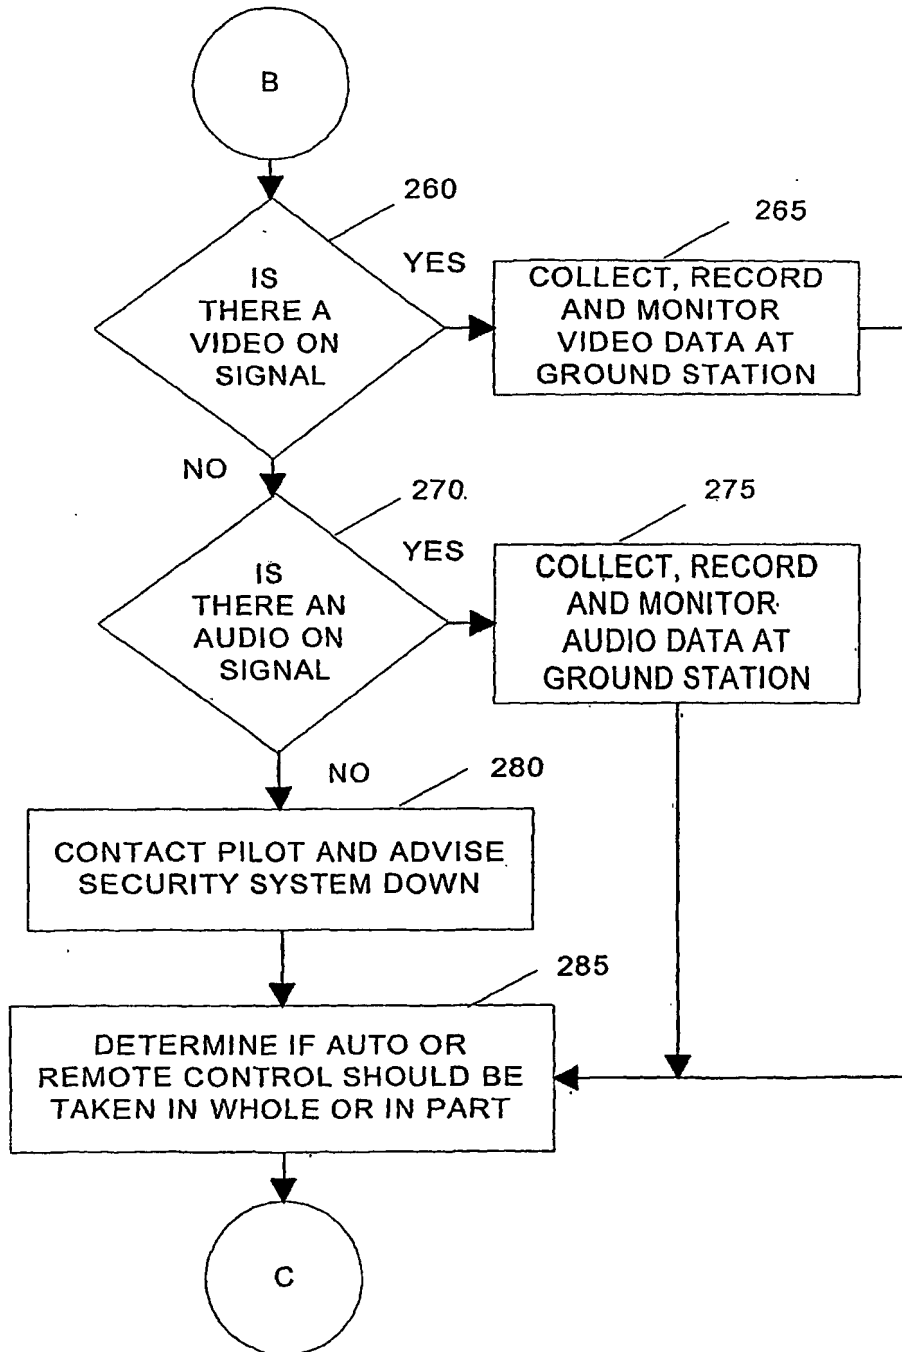 B
260
IS
THERE A
VIDEO ON
SIGNAL
YES
265
COLLECT, RECORD
AND MONITOR
VIDEO DATA AT
GROUND STATION
NO
270
IS
THERE AN
AUDIO ON
SIGNAL
YES
275
COLLECT, RECORD
AND MONITOR
AUDIO DATA AT
GROUND STATION
NO
280
CONTACT PILOT AND ADVISE
SECURITY SYSTEM DOWN
285
DETERMINE IF AUTO OR
REMOTE CONTROL SHOULD BE
TAKEN IN WHOLE OR IN PART
C